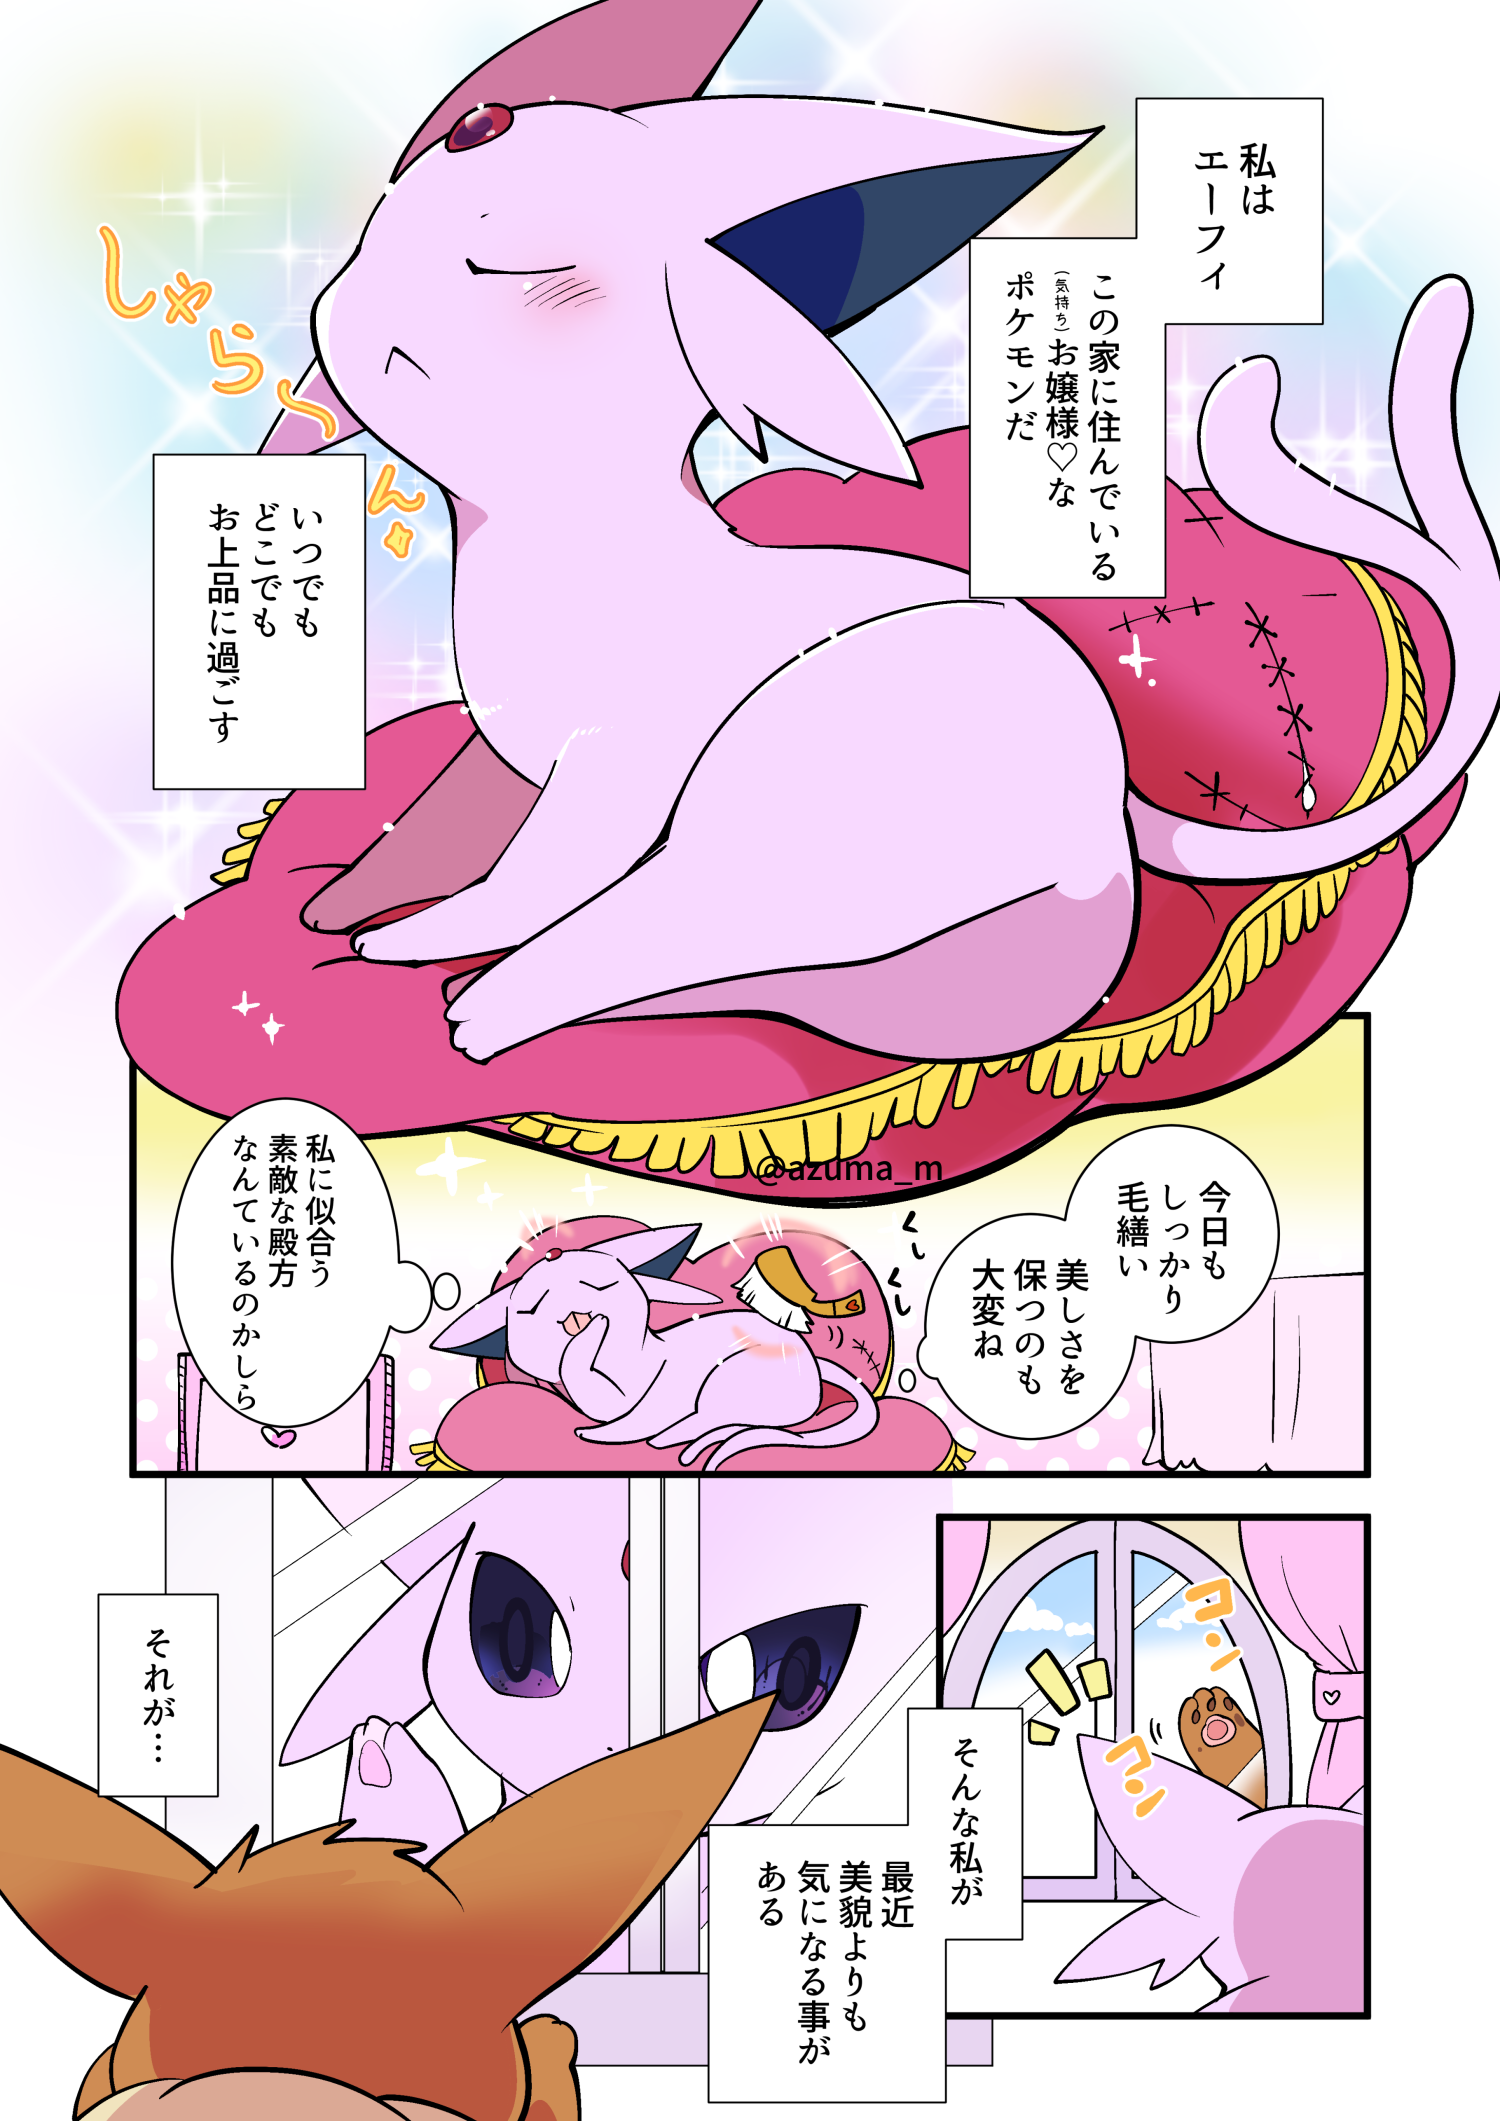 私は
エーフィ
この家に住んでいる
(気持ち)お嬢様♡な
ポケモンだ
しゃら～ん
いつでも
どこでも
お上品に過ごす
@azuma_m
今日も
しっかり
毛繕い
美しさを
保つのも
大変ね
くし
くし
私に似合う
素敵な殿方
なんているのかしら
コン
コン
そんな私が
最近
美貌よりも
気になる事が
ある
それが…